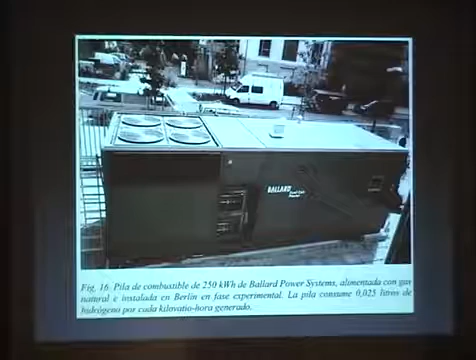 BALLARD
Fig. 16. Pila de combustible de 250 kWh de Ballard Power Systems, alimentada con gas
natural e instalada en Berlín en fase experimental. La pila consume 0,025 litros de
hidrógeno por cada kilovatio-hora generado.